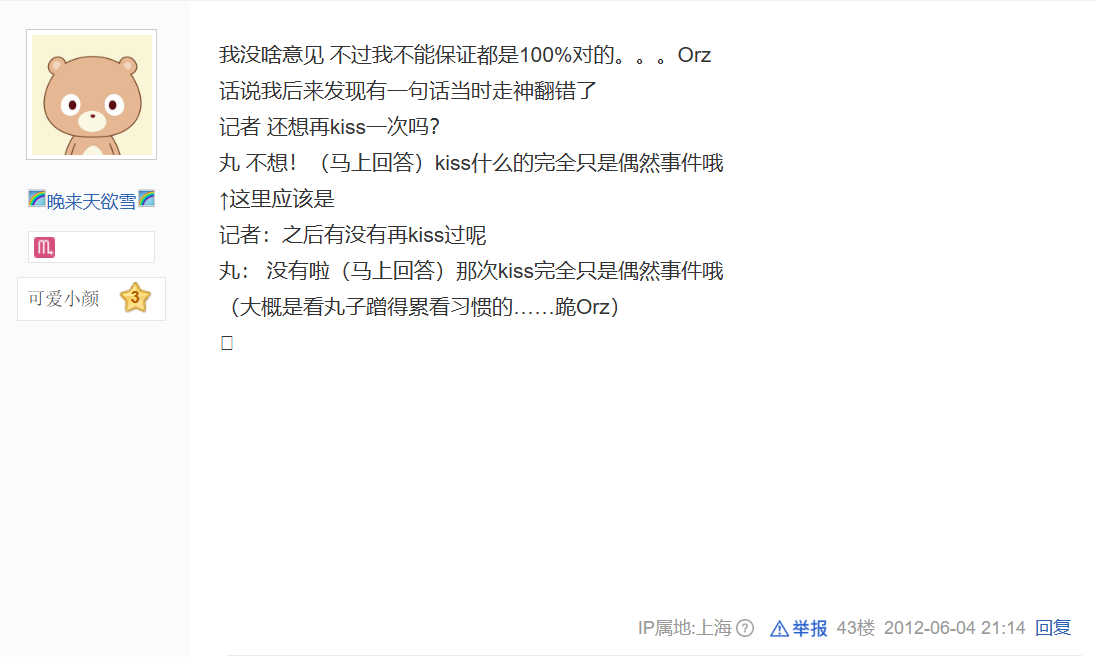 我没啥意见 不过我不能保证都是100%对的。。。Orz
话说我后来发现有一句话当时走神翻错了
记者 还想再kiss一次吗？
丸 不想！（马上回答）kiss什么的完全只是偶然事件哦
↑这里应该是
记者：之后有没有再kiss过呢
丸： 没有啦（马上回答）那次kiss完全只是偶然事件哦
（大概是看丸子蹭得累看习惯的……跪Orz）
晚来天欲雪
可爱小颜 3
IP属地:上海 举报 43楼 2012-06-04 21:14 回复